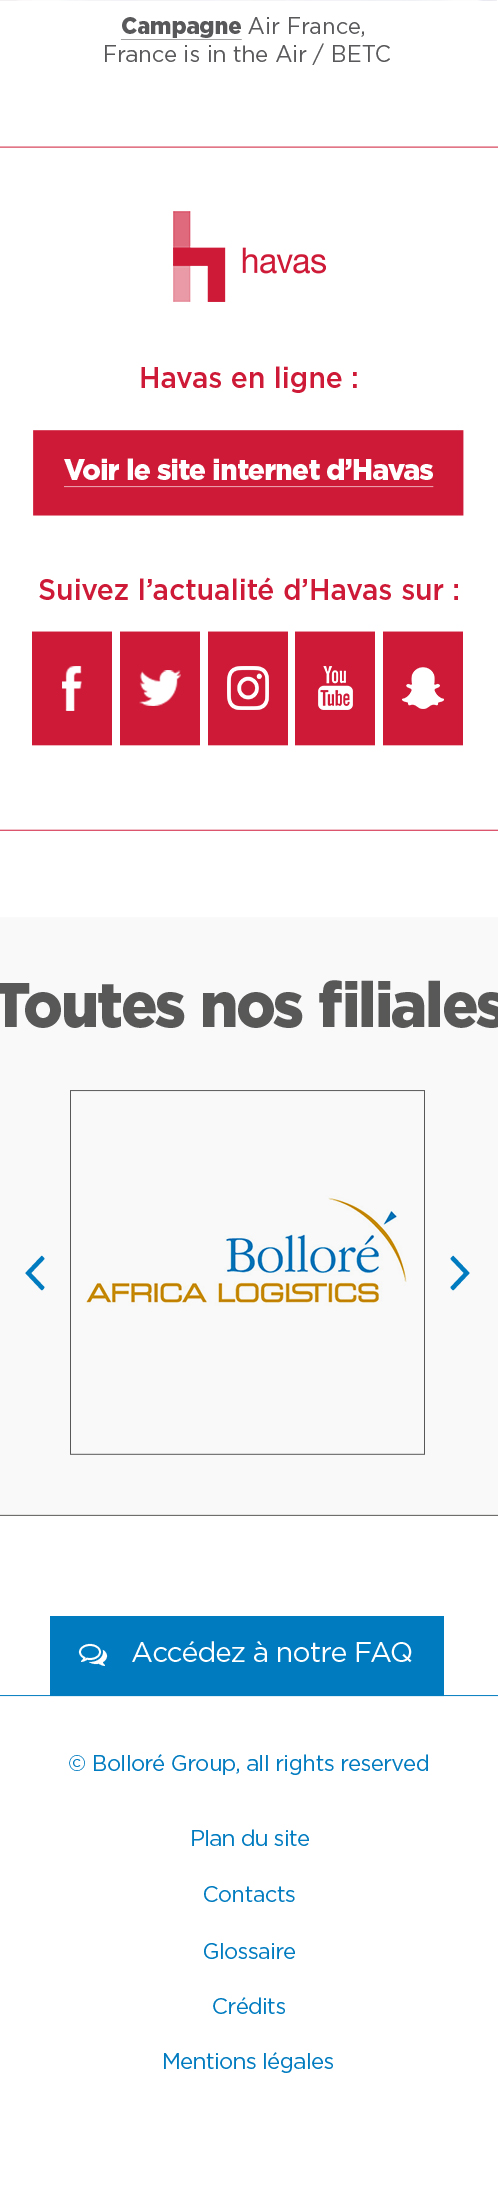 Campagne Air France,
France is in the Air / BETC
havas
Havas en ligne :
Voir le site internet d’Havas
Suivez l’actualité d’Havas sur :
You
Tube
Toutes nos filiales
Bolloré
AFRICA LOGISTICS
Accédez à notre FAQ
© Bolloré Group, all rights reserved
Plan du site
Contacts
Glossaire
Crédits
Mentions légales